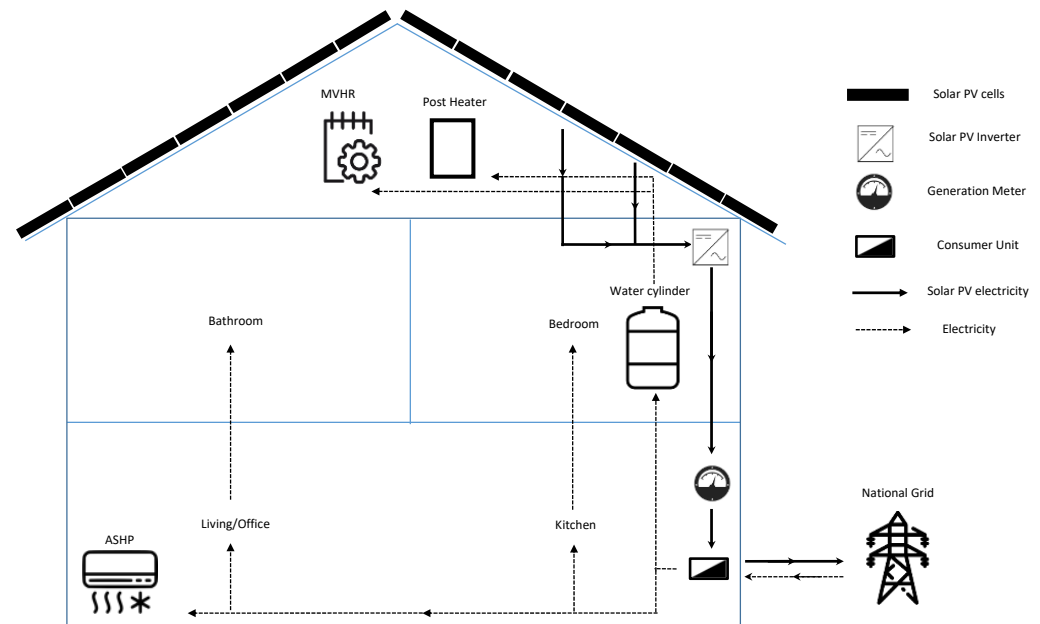 MVHR
Post Heater
Solar PV cells
Solar PV Inverter
Generation Meter
Consumer Unit
Solar PV electricity
Electricity
Water cylinder
Bathroom
Bedroom
National Grid
Living/Office
Kitchen
ASHP